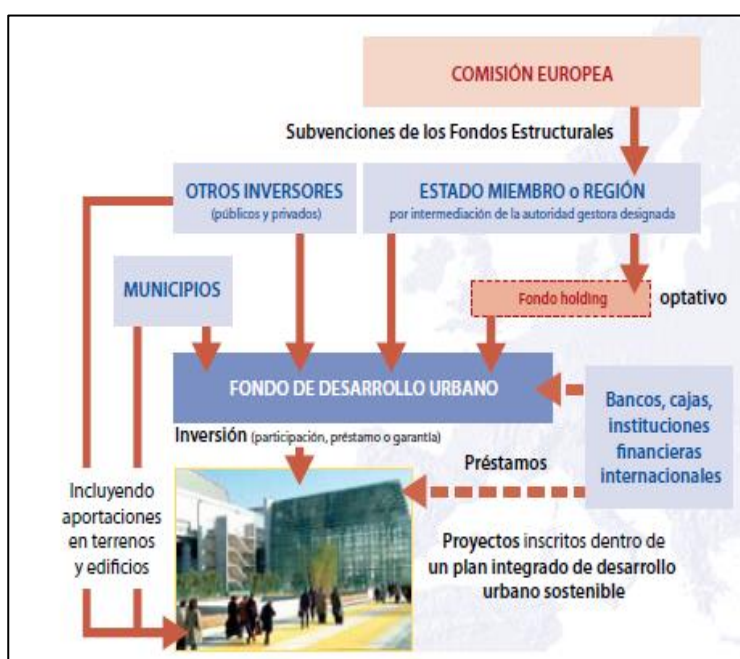 COMISIÓN EUROPEA
Subvenciones de los Fondos Estructurales
OTROS INVERSORES
(públicos y privados)
ESTADO MIEMBRO o REGIÓN
por intermediación de la autoridad gestora designada
MUNICIPIOS
Fondo holding
optativo
FONDO DE DESARROLLO URBANO
Inversión (participación, préstamo o garantía)
Bancos, cajas,
instituciones
financieras
internacionales
Préstamos
Incluyendo
aportaciones
en terrenos
y edificios
Proyectos inscritos dentro de
un plan integrado de desarrollo
urbano sostenible